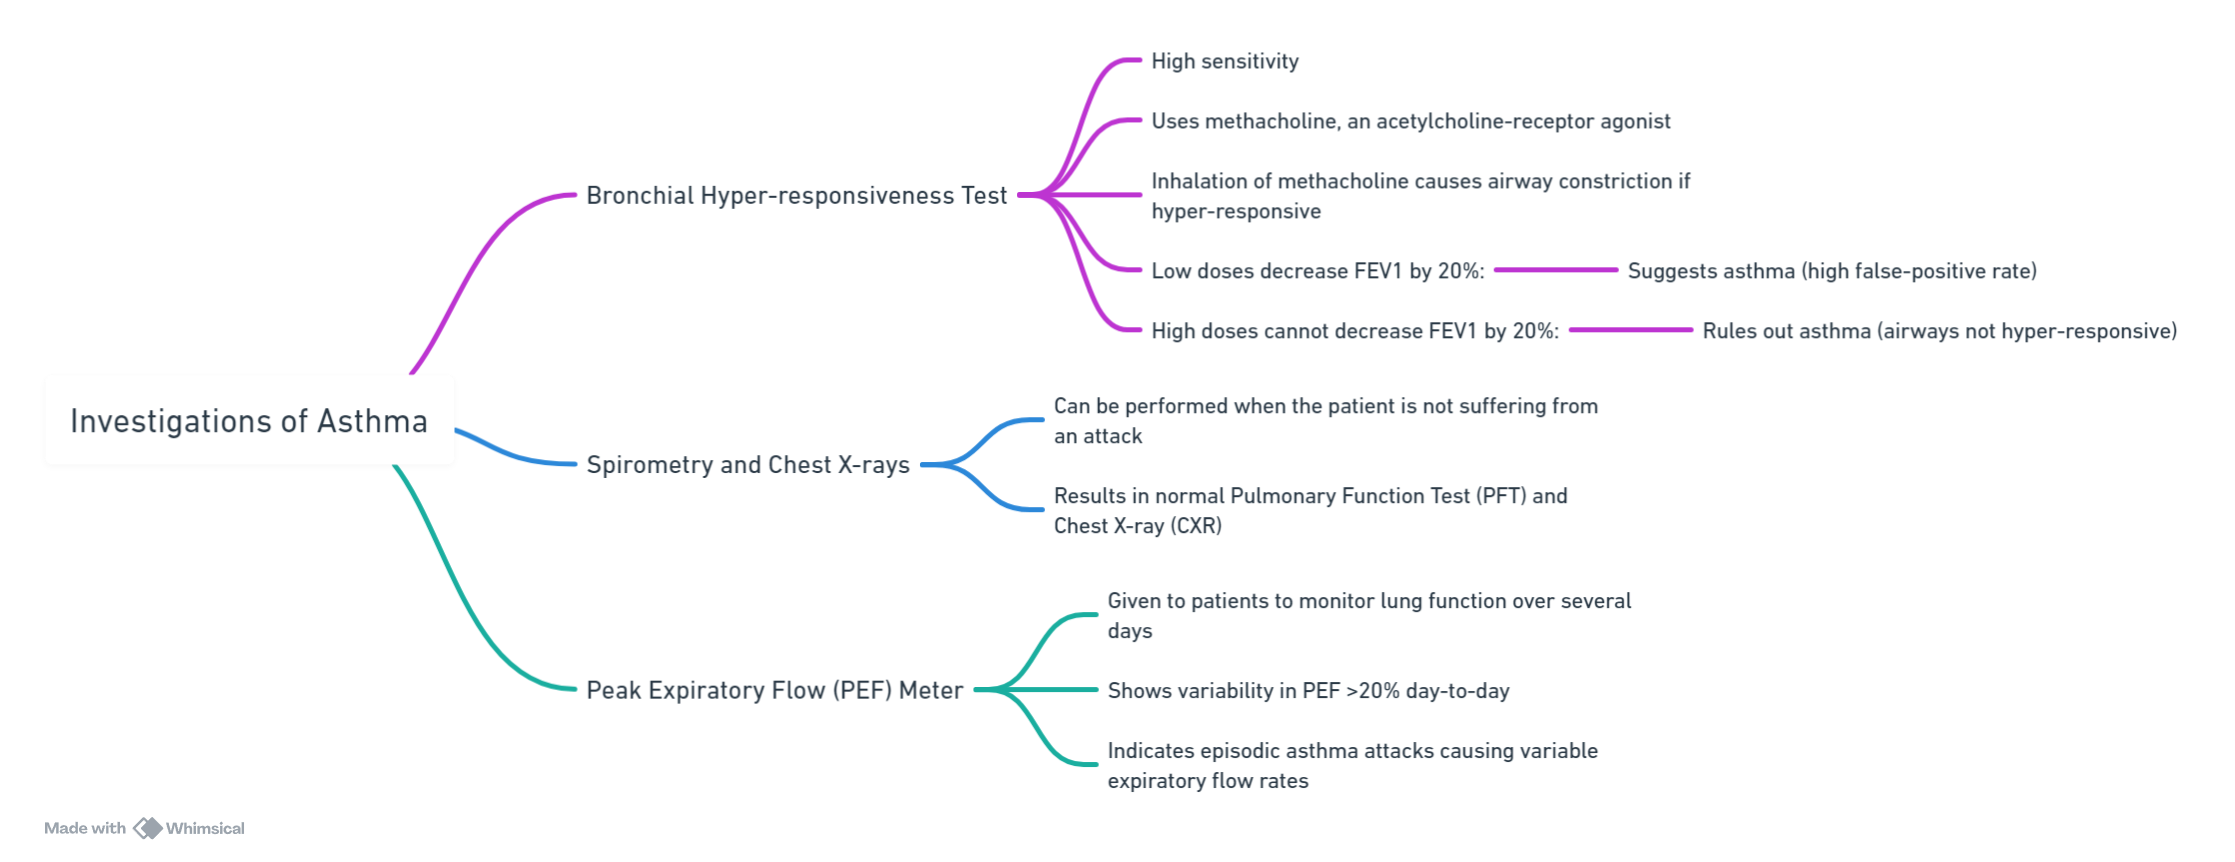 Investigations of Asthma
Bronchial Hyper-responsiveness Test
High sensitivity
Uses methacholine, an acetylcholine-receptor agonist
Inhalation of methacholine causes airway constriction if
hyper-responsive
Low doses decrease FEV1 by 20%:
Suggests asthma (high false-positive rate)
High doses cannot decrease FEV1 by 20%:
Rules out asthma (airways not hyper-responsive)
Spirometry and Chest X-rays
Can be performed when the patient is not suffering from
an attack
Results in normal Pulmonary Function Test (PFT) and
Chest X-ray (CXR)
Peak Expiratory Flow (PEF) Meter
Given to patients to monitor lung function over several
days
Shows variability in PEF >20% day-to-day
Indicates episodic asthma attacks causing variable
expiratory flow rates
Made with Whimsical